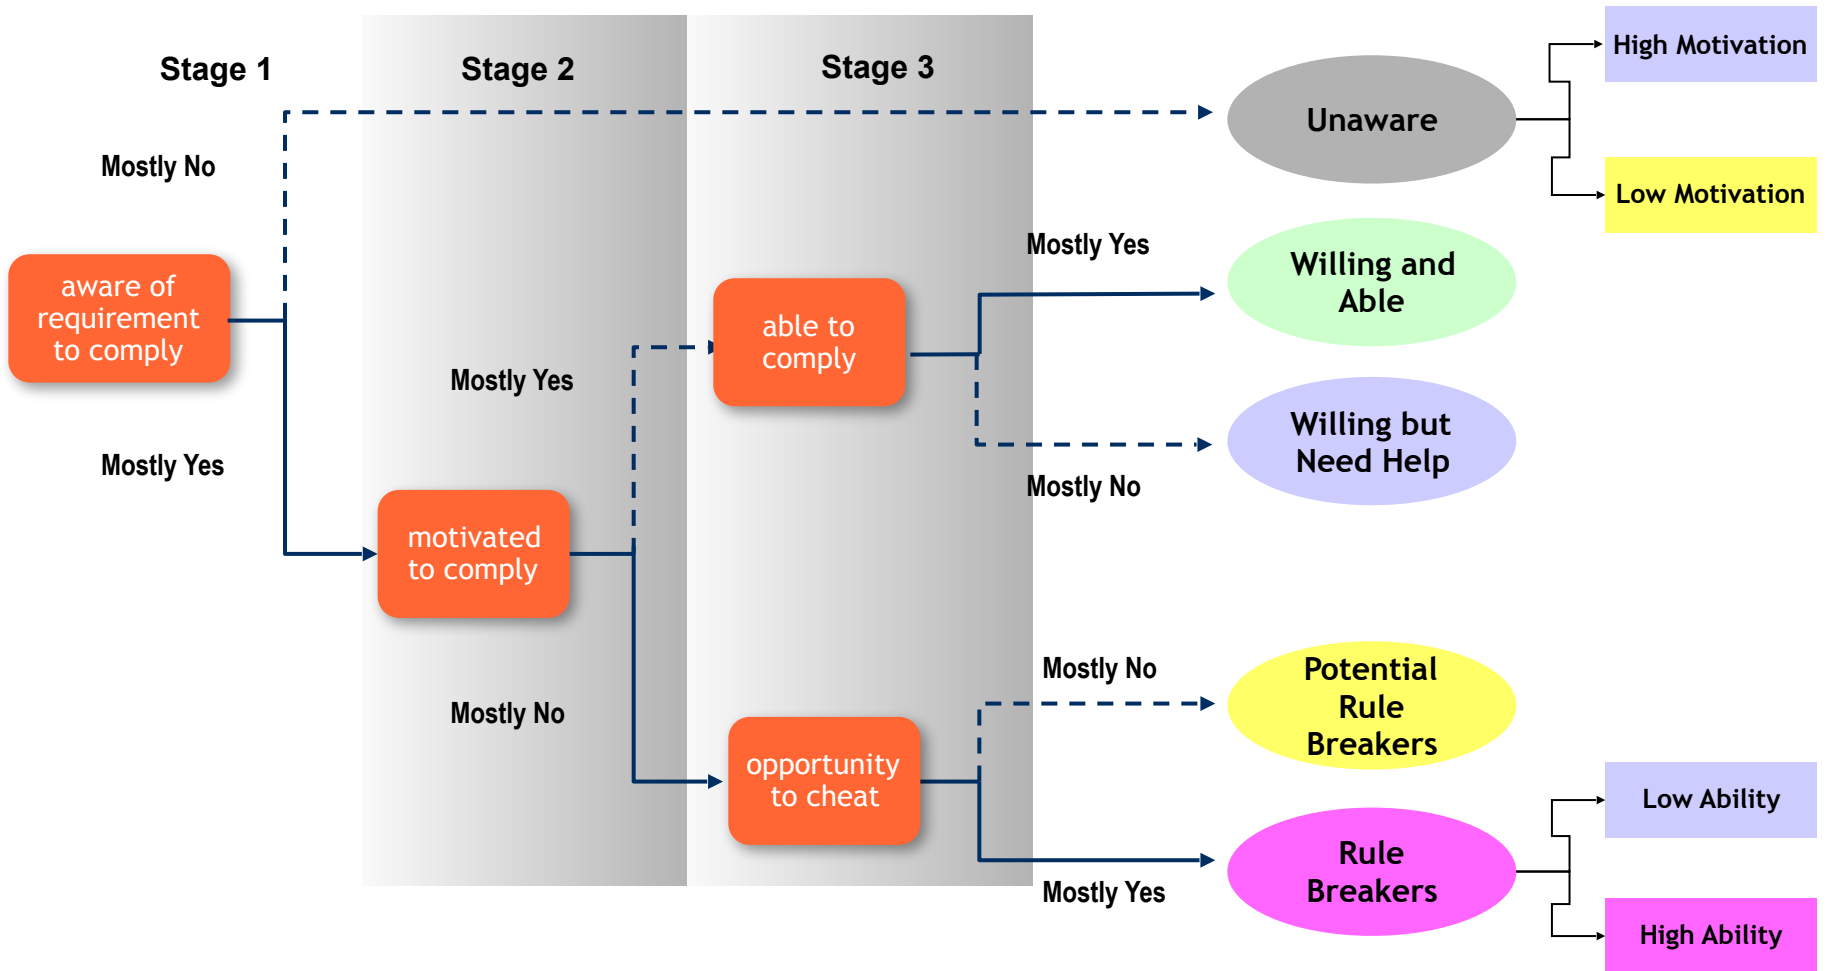 Stage 1
Stage 2
Stage 3
Mostly No
aware of
requirement
to comply
Mostly Yes
Mostly Yes
motivated
to comply
Mostly No
able to
comply
opportunity
to cheat
Mostly Yes
Mostly No
Mostly No
Mostly Yes
Unaware
High Motivation
Low Motivation
Willing and
Able
Willing but
Need Help
Potential
Rule
Breakers
Rule
Breakers
Low Ability
High Ability